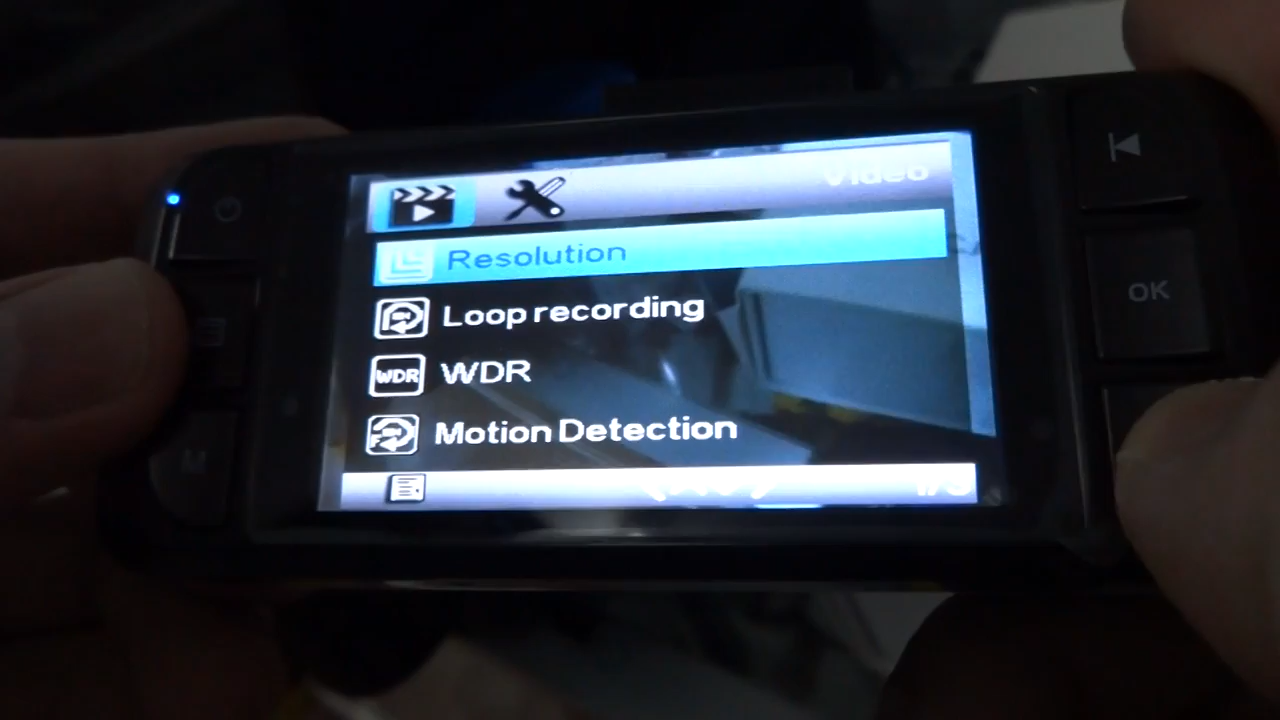 Video
Resolution
Loop recording
WDR
WDR
Motion Detection
OK
M